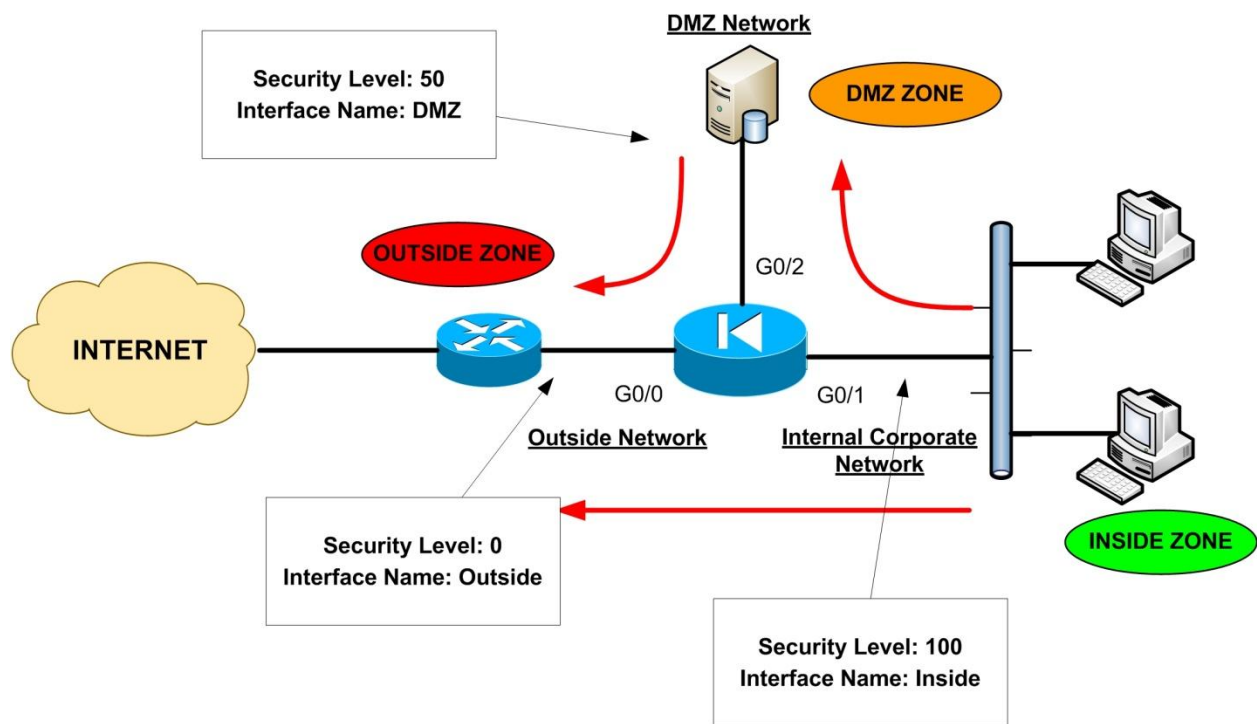 DMZ Network
Security Level: 50
Interface Name: DMZ
DMZ ZONE
OUTSIDE ZONE
G0/2
INTERNET
G0/0
G0/1
Outside Network
Internal Corporate
Network
Security Level: 0
Interface Name: Outside
INSIDE ZONE
Security Level: 100
Interface Name: Inside